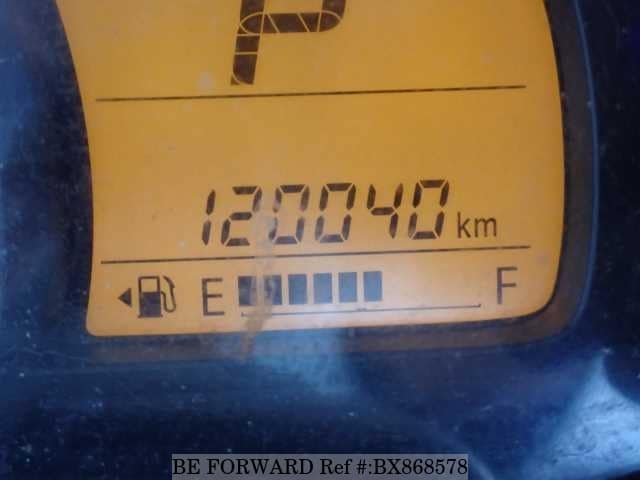 P
120040 km
E F
BE FORWARD Ref #:BX868578